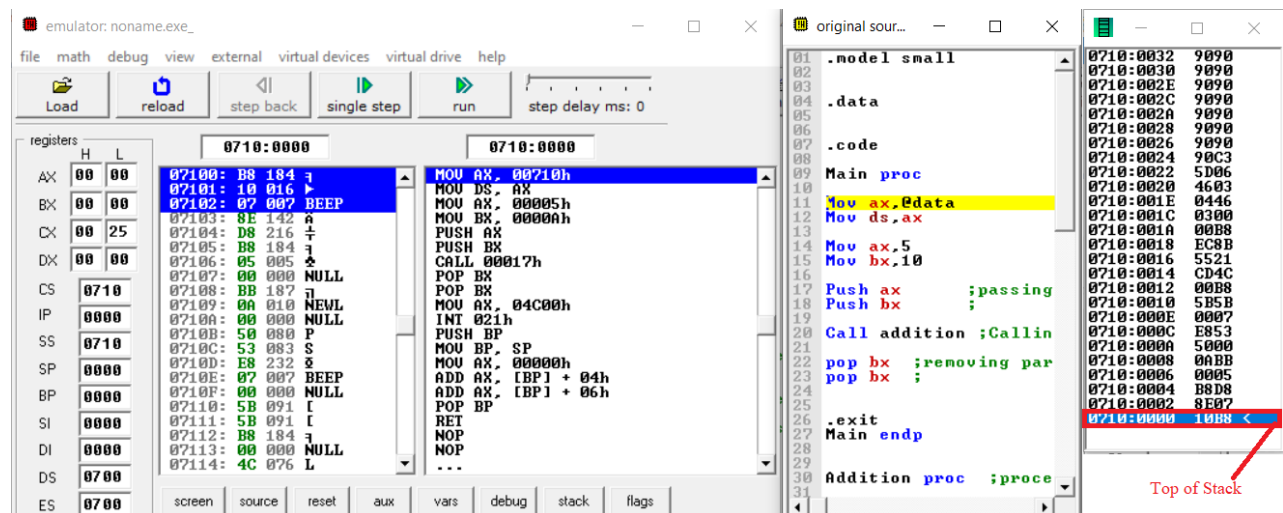 emulator: noname.exe_
file math debug view external virtual devices virtual drive help
Load reload step back single step run step delay ms: 0
registers
H L
AX 00 00
BX 00 00
CX 00 25
DX 00 00
CS 0710
IP 0000
SS 0710
SP 0000
BP 0000
SI 0000
DI 0000
DS 0700
ES 0700
0710:0000
07100: B8 184 ╕
07101: 10 016 ►
07102: 07 007 BEEP
07103: 8E 142 Ä
07104: D8 216 ╪
07105: B8 184 ╕
07106: 05 005 ♣
07107: 00 000 NULL
07108: BB 187 ╗
07109: 0A 010 NEWL
0710A: 00 000 NULL
0710B: 50 080 P
0710C: 53 083 S
0710D: E8 232
0710E: 07 007 BEEP
0710F: 00 000 NULL
07110: 5B 091 [
07111: 5B 091 [
07112: B8 184 ╕
07113: 00 000 NULL
07114: 4C 076 L
0710:0000
MOV AX, 00710h
MOV DS, AX
MOV AX, 00005h
MOV BX, 0000Ah
PUSH AX
PUSH BX
CALL 00017h
POP BX
POP BX
MOV AX, 04C00h
INT 021h
PUSH BP
MOV BP, SP
MOV AX, 00000h
ADD AX, [BP] + 04h
ADD AX, [BP] + 06h
POP BP
RET
NOP
NOP
...
screen source reset aux vars debug stack flags
original sour...
01 .model small
02
03
04 .data
05
06
07 .code
08
09 Main proc
10
11 Mov ax,@data
12 Mov ds,ax
13
14 Mov ax,5
15 Mov bx,10
16
17 Push ax ;passing
18 Push bx ;
19
20 Call addition ;Callin
21
22 pop bx ;removing par
23 pop bx ;
24
25
26 .exit
27 Main endp
28
29
30 Addition proc ;proce
31
0710:0032 9090
0710:0030 9090
0710:002E 9090
0710:002C 9090
0710:002A 9090
0710:0028 9090
0710:0026 9090
0710:0024 90C3
0710:0022 5D06
0710:0020 4603
0710:001E 0446
0710:001C 0300
0710:001A 00B8
0710:0018 EC8B
0710:0016 5521
0710:0014 CD4C
0710:0012 00B8
0710:0010 5B5B
0710:000E 0007
0710:000C E853
0710:000A 5000
0710:0008 0ABB
0710:0006 0005
0710:0004 B8D8
0710:0002 8E07
0710:0000 10B8 <
Top of Stack